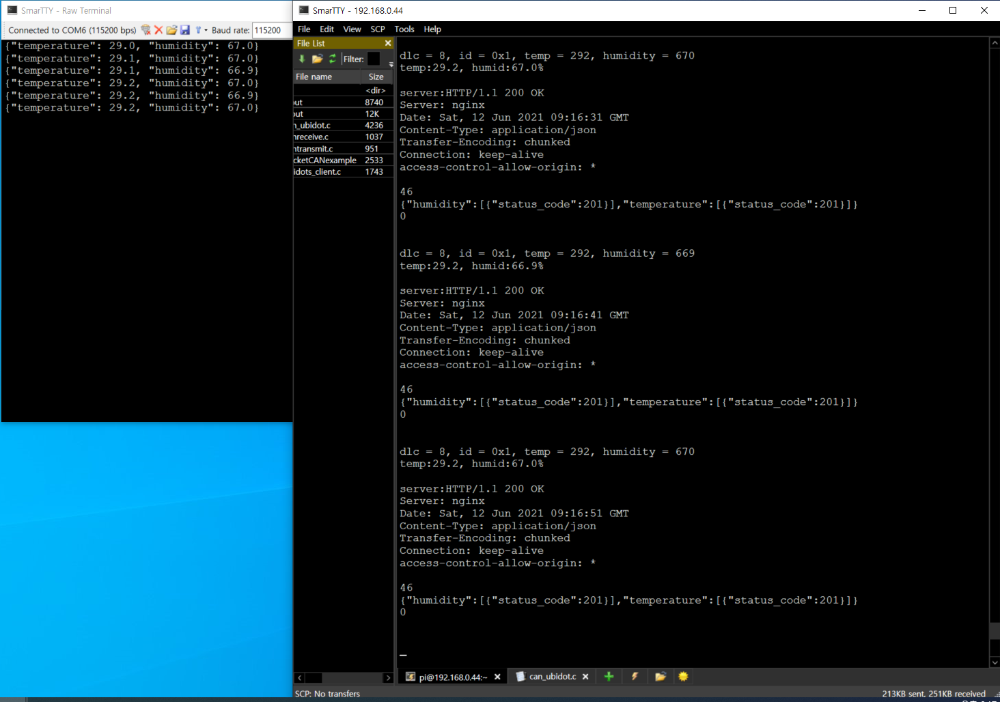 SmarTTY - Raw Terminal
Connected to COM6 (115200 bps) Baud rate: 115200
{"temperature": 29.0, "humidity": 67.0}
{"temperature": 29.1, "humidity": 67.0}
{"temperature": 29.1, "humidity": 66.9}
{"temperature": 29.2, "humidity": 67.0}
{"temperature": 29.2, "humidity": 66.9}
{"temperature": 29.2, "humidity": 67.0}
SmarTTY - 192.168.0.44
File Edit View SCP Tools Help
File List
Filter:
File name Size
<dir>
out 8740
out 12K
n_ubidot.c 4236
nreceive.c 1037
ntransmit.c 951
cketCANexample 2533
idots_client.c 1743
dlc = 8, id = 0x1, temp = 292, humidity = 670
temp:29.2, humid:67.0%
server:HTTP/1.1 200 OK
Server: nginx
Date: Sat, 12 Jun 2021 09:16:31 GMT
Content-Type: application/json
Transfer-Encoding: chunked
Connection: keep-alive
access-control-allow-origin: *
46
{"humidity":[{"status_code":201}],"temperature":[{"status_code":201}]}
0
dlc = 8, id = 0x1, temp = 292, humidity = 669
temp:29.2, humid:66.9%
server:HTTP/1.1 200 OK
Server: nginx
Date: Sat, 12 Jun 2021 09:16:41 GMT
Content-Type: application/json
Transfer-Encoding: chunked
Connection: keep-alive
access-control-allow-origin: *
46
{"humidity":[{"status_code":201}],"temperature":[{"status_code":201}]}
0
dlc = 8, id = 0x1, temp = 292, humidity = 670
temp:29.2, humid:67.0%
server:HTTP/1.1 200 OK
Server: nginx
Date: Sat, 12 Jun 2021 09:16:51 GMT
Content-Type: application/json
Transfer-Encoding: chunked
Connection: keep-alive
access-control-allow-origin: *
46
{"humidity":[{"status_code":201}],"temperature":[{"status_code":201}]}
0
pi@192.168.0.44:~ can_ubidot.c
SCP: No transfers 213KB sent, 251KB received